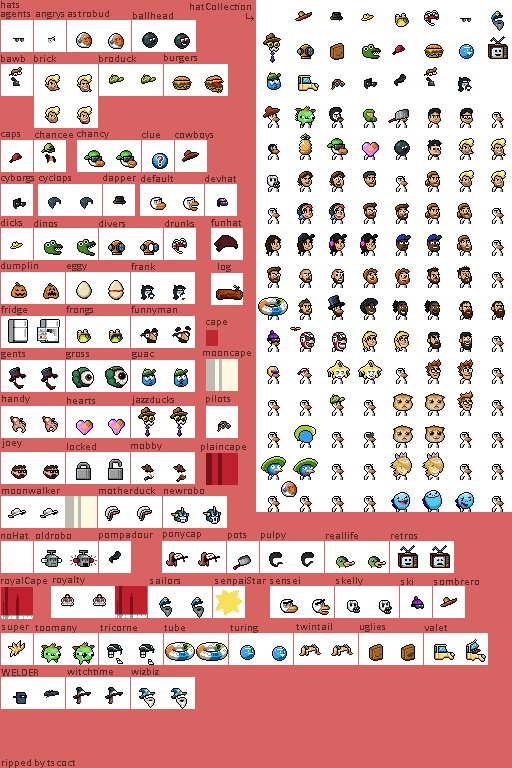 hats
agents angrys astrobud ballhead hatCollection
bawb brick broduck burgers
caps chancee chancy clue cowboys
cyborgs cyclops dapper default devhat
dicks dinos divers drunks funhat
dumplin eggy frank log
fridge frongs funnyman
cape
gents gross guac mooncape
handy hearts jazzducks pilots
joey locked mobby plaincape
moonwalker motherduck newrobo
noHat oldrobo pompadour ponycap pots pulpy reallife retros
royalCape royalty sailors senpaiStar sensei skelly ski sombrero
super toomany tricorne tube turing twintail uglies valet
WELDER witchtime wizbiz
ripped by tscoct